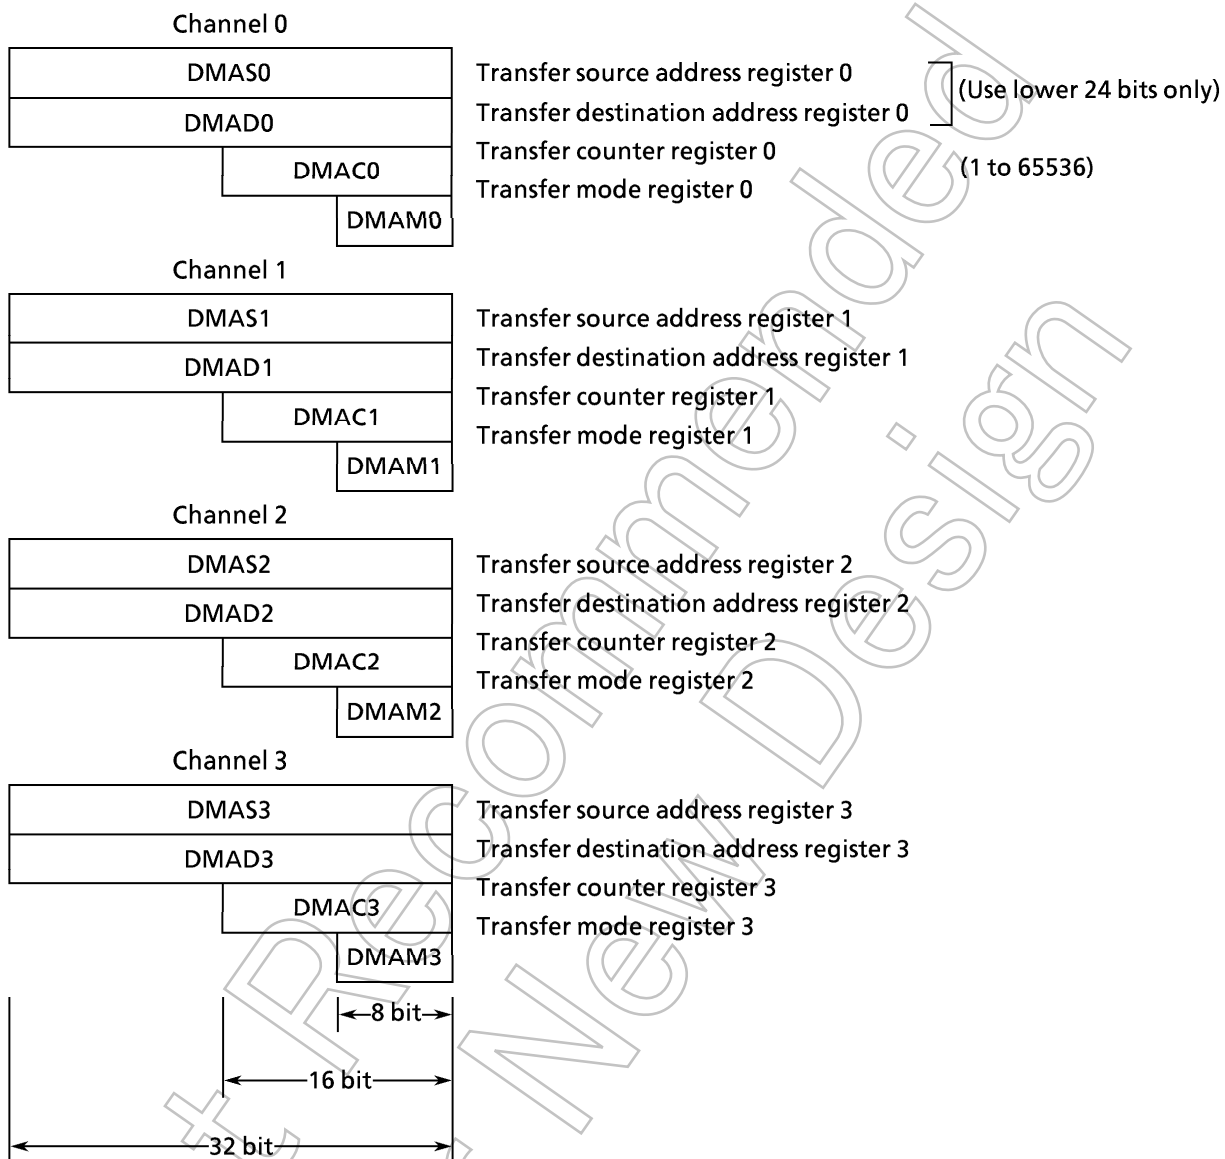 Channel 0
DMAS0
Transfer source address register 0
(Use lower 24 bits only)
DMAD0
Transfer destination address register 0
DMAC0
Transfer counter register 0
(1 to 65536)
Transfer mode register 0
DMAM0
Channel 1
DMAS1
Transfer source address register 1
DMAD1
Transfer destination address register 1
DMAC1
Transfer counter register 1
Transfer mode register 1
DMAM1
Channel 2
DMAS2
Transfer source address register 2
DMAD2
Transfer destination address register 2
DMAC2
Transfer counter register 2
Transfer mode register 2
DMAM2
Channel 3
DMAS3
Transfer source address register 3
DMAD3
Transfer destination address register 3
DMAC3
Transfer counter register 3
Transfer mode register 3
DMAM3
8 bit
16 bit
32 bit
t Recommended
New Design